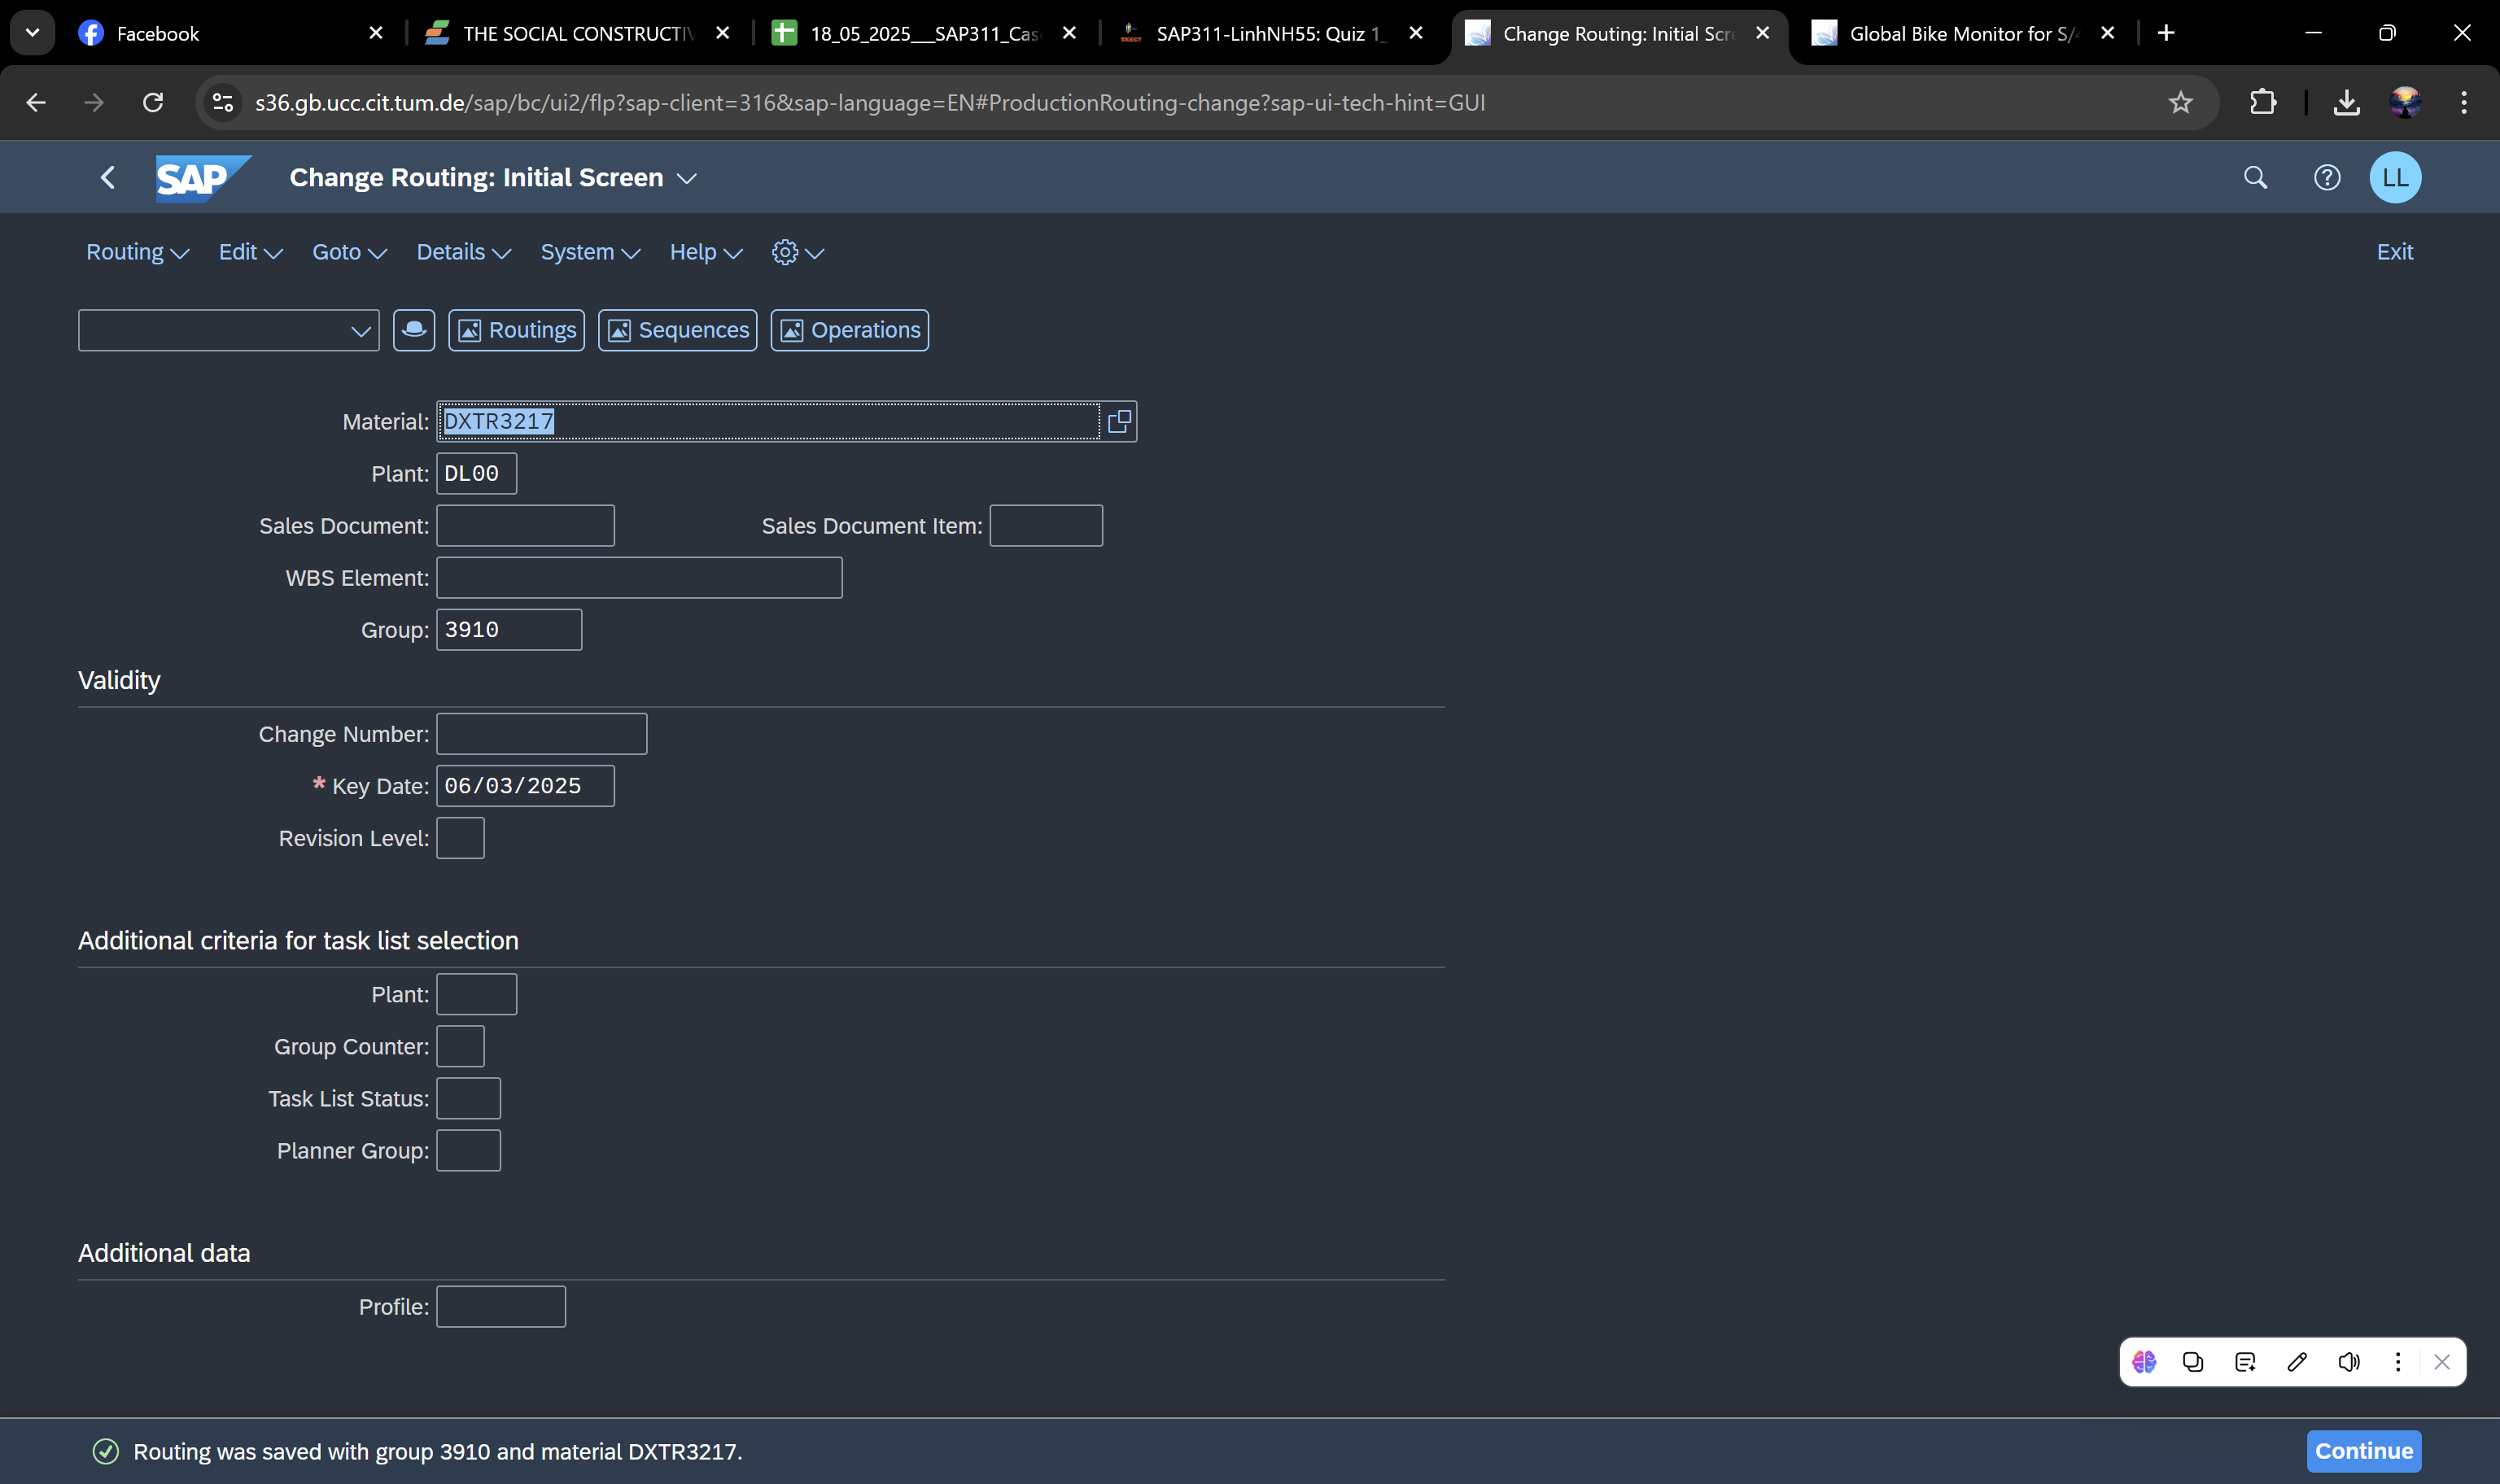 Facebook
THE SOCIAL CONSTRUCTIV
18_05_2025__SAP311_Cas
SAP311-LinhNH55: Quiz 1_
Change Routing: Initial Scre
Global Bike Monitor for S/4
s36.gb.ucc.cit.tum.de/sap/bc/ui2/flp?sap-client=316&sap-language=EN#ProductionRouting-change?sap-ui-tech-hint=GUI
SAP Change Routing: Initial Screen
LL
Routing Edit Goto Details System Help Exit
Routings Sequences Operations
Material: DXTR3217
Plant: DL00
Sales Document: Sales Document Item:
WBS Element:
Group: 3910
Validity
Change Number:
* Key Date: 06/03/2025
Revision Level:
Additional criteria for task list selection
Plant:
Group Counter:
Task List Status:
Planner Group:
Additional data
Profile:
Routing was saved with group 3910 and material DXTR3217.
Continue